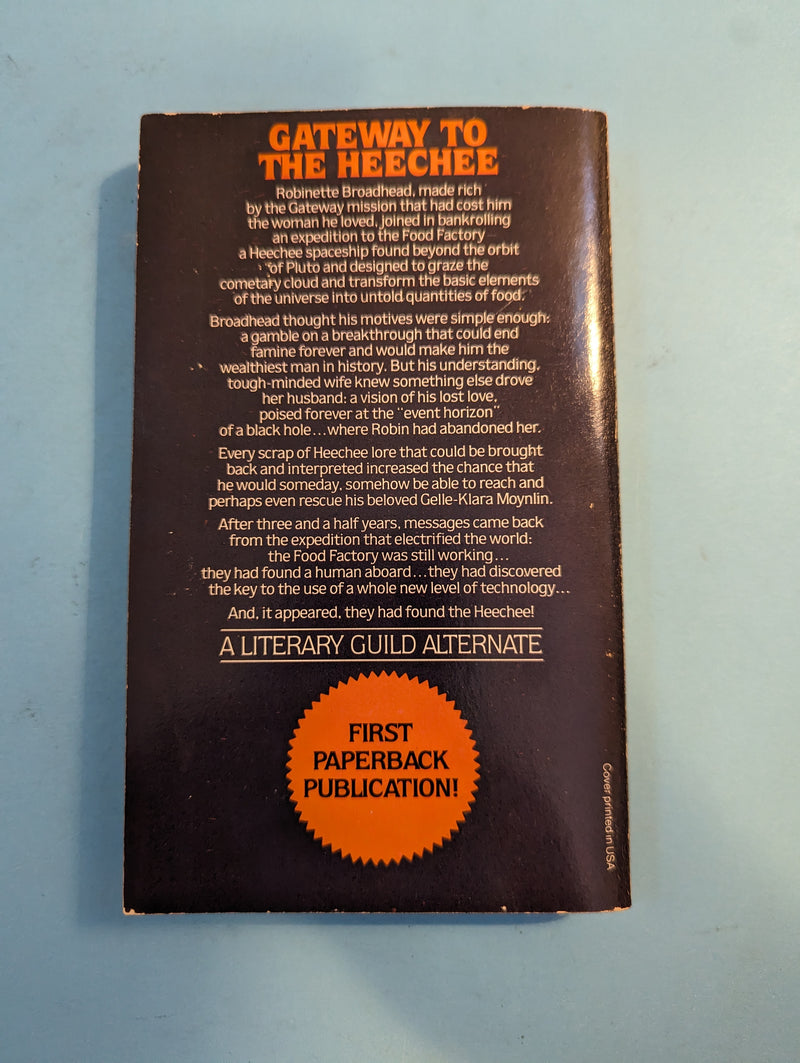 GATEWAY TO
THE HEECHEE
Robinette Broadhead, made rich
by the Gateway mission that had cost him
the woman he loved, joined in bankrolling
an expedition to the Food Factory
a Heechee spaceship found beyond the orbit
of Pluto and designed to graze the
cometary cloud and transform the basic elements
of the universe into untold quantities of food.
Broadhead thought his motives were simple enough:
a gamble on a breakthrough that could end
famine forever and would make him the
wealthiest man in history. But his understanding,
tough-minded wife knew something else drove
her husband: a vision of his lost love,
poised forever at the "event horizon"
of a black hole...where Robin had abandoned her.
Every scrap of Heechee lore that could be brought
back and interpreted increased the chance that
he would someday, somehow be able to reach and
perhaps even rescue his beloved Gelle-Klara Moynlin.
After three and a half years, messages came back
from the expedition that electrified the world:
the Food Factory was still working...
they had found a human aboard...they had discovered
the key to the use of a whole new level of technology...
And, it appeared, they had found the Heechee!
A LITERARY GUILD ALTERNATE
FIRST
PAPERBACK
PUBLICATION!
Cover printed in USA